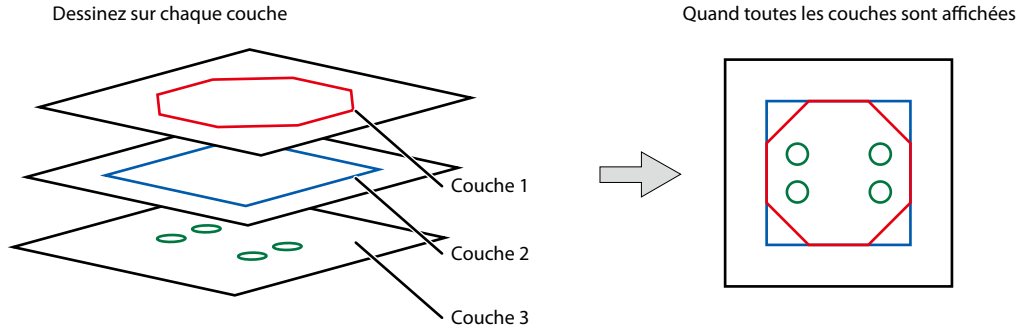 Dessinez sur chaque couche
Quand toutes les couches sont affichées
Couche 1
Couche 2
Couche 3